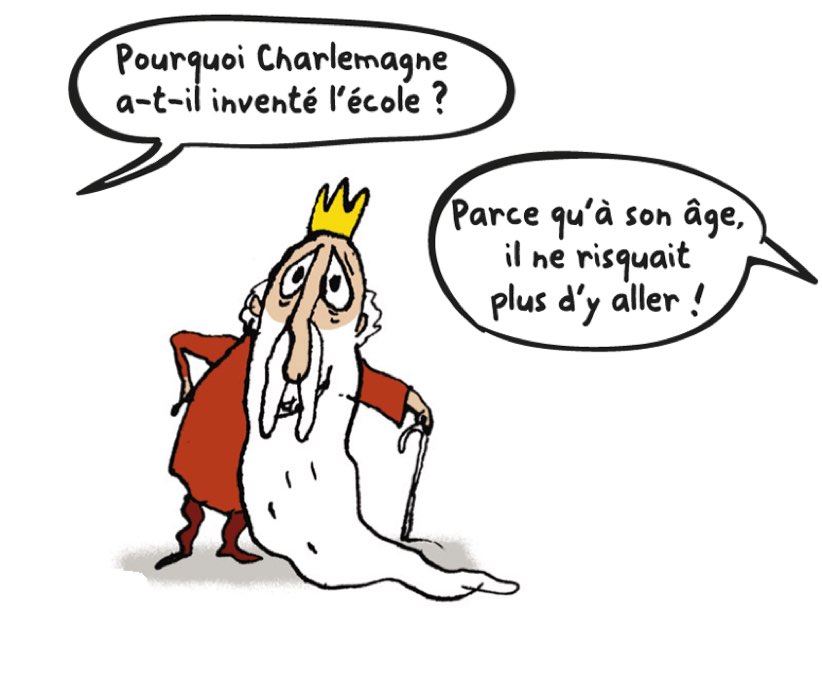 Pourquoi Charlemagne
a-t-il inventé l'école ?
Parce qu'à son âge,
il ne risquait
plus d'y aller !